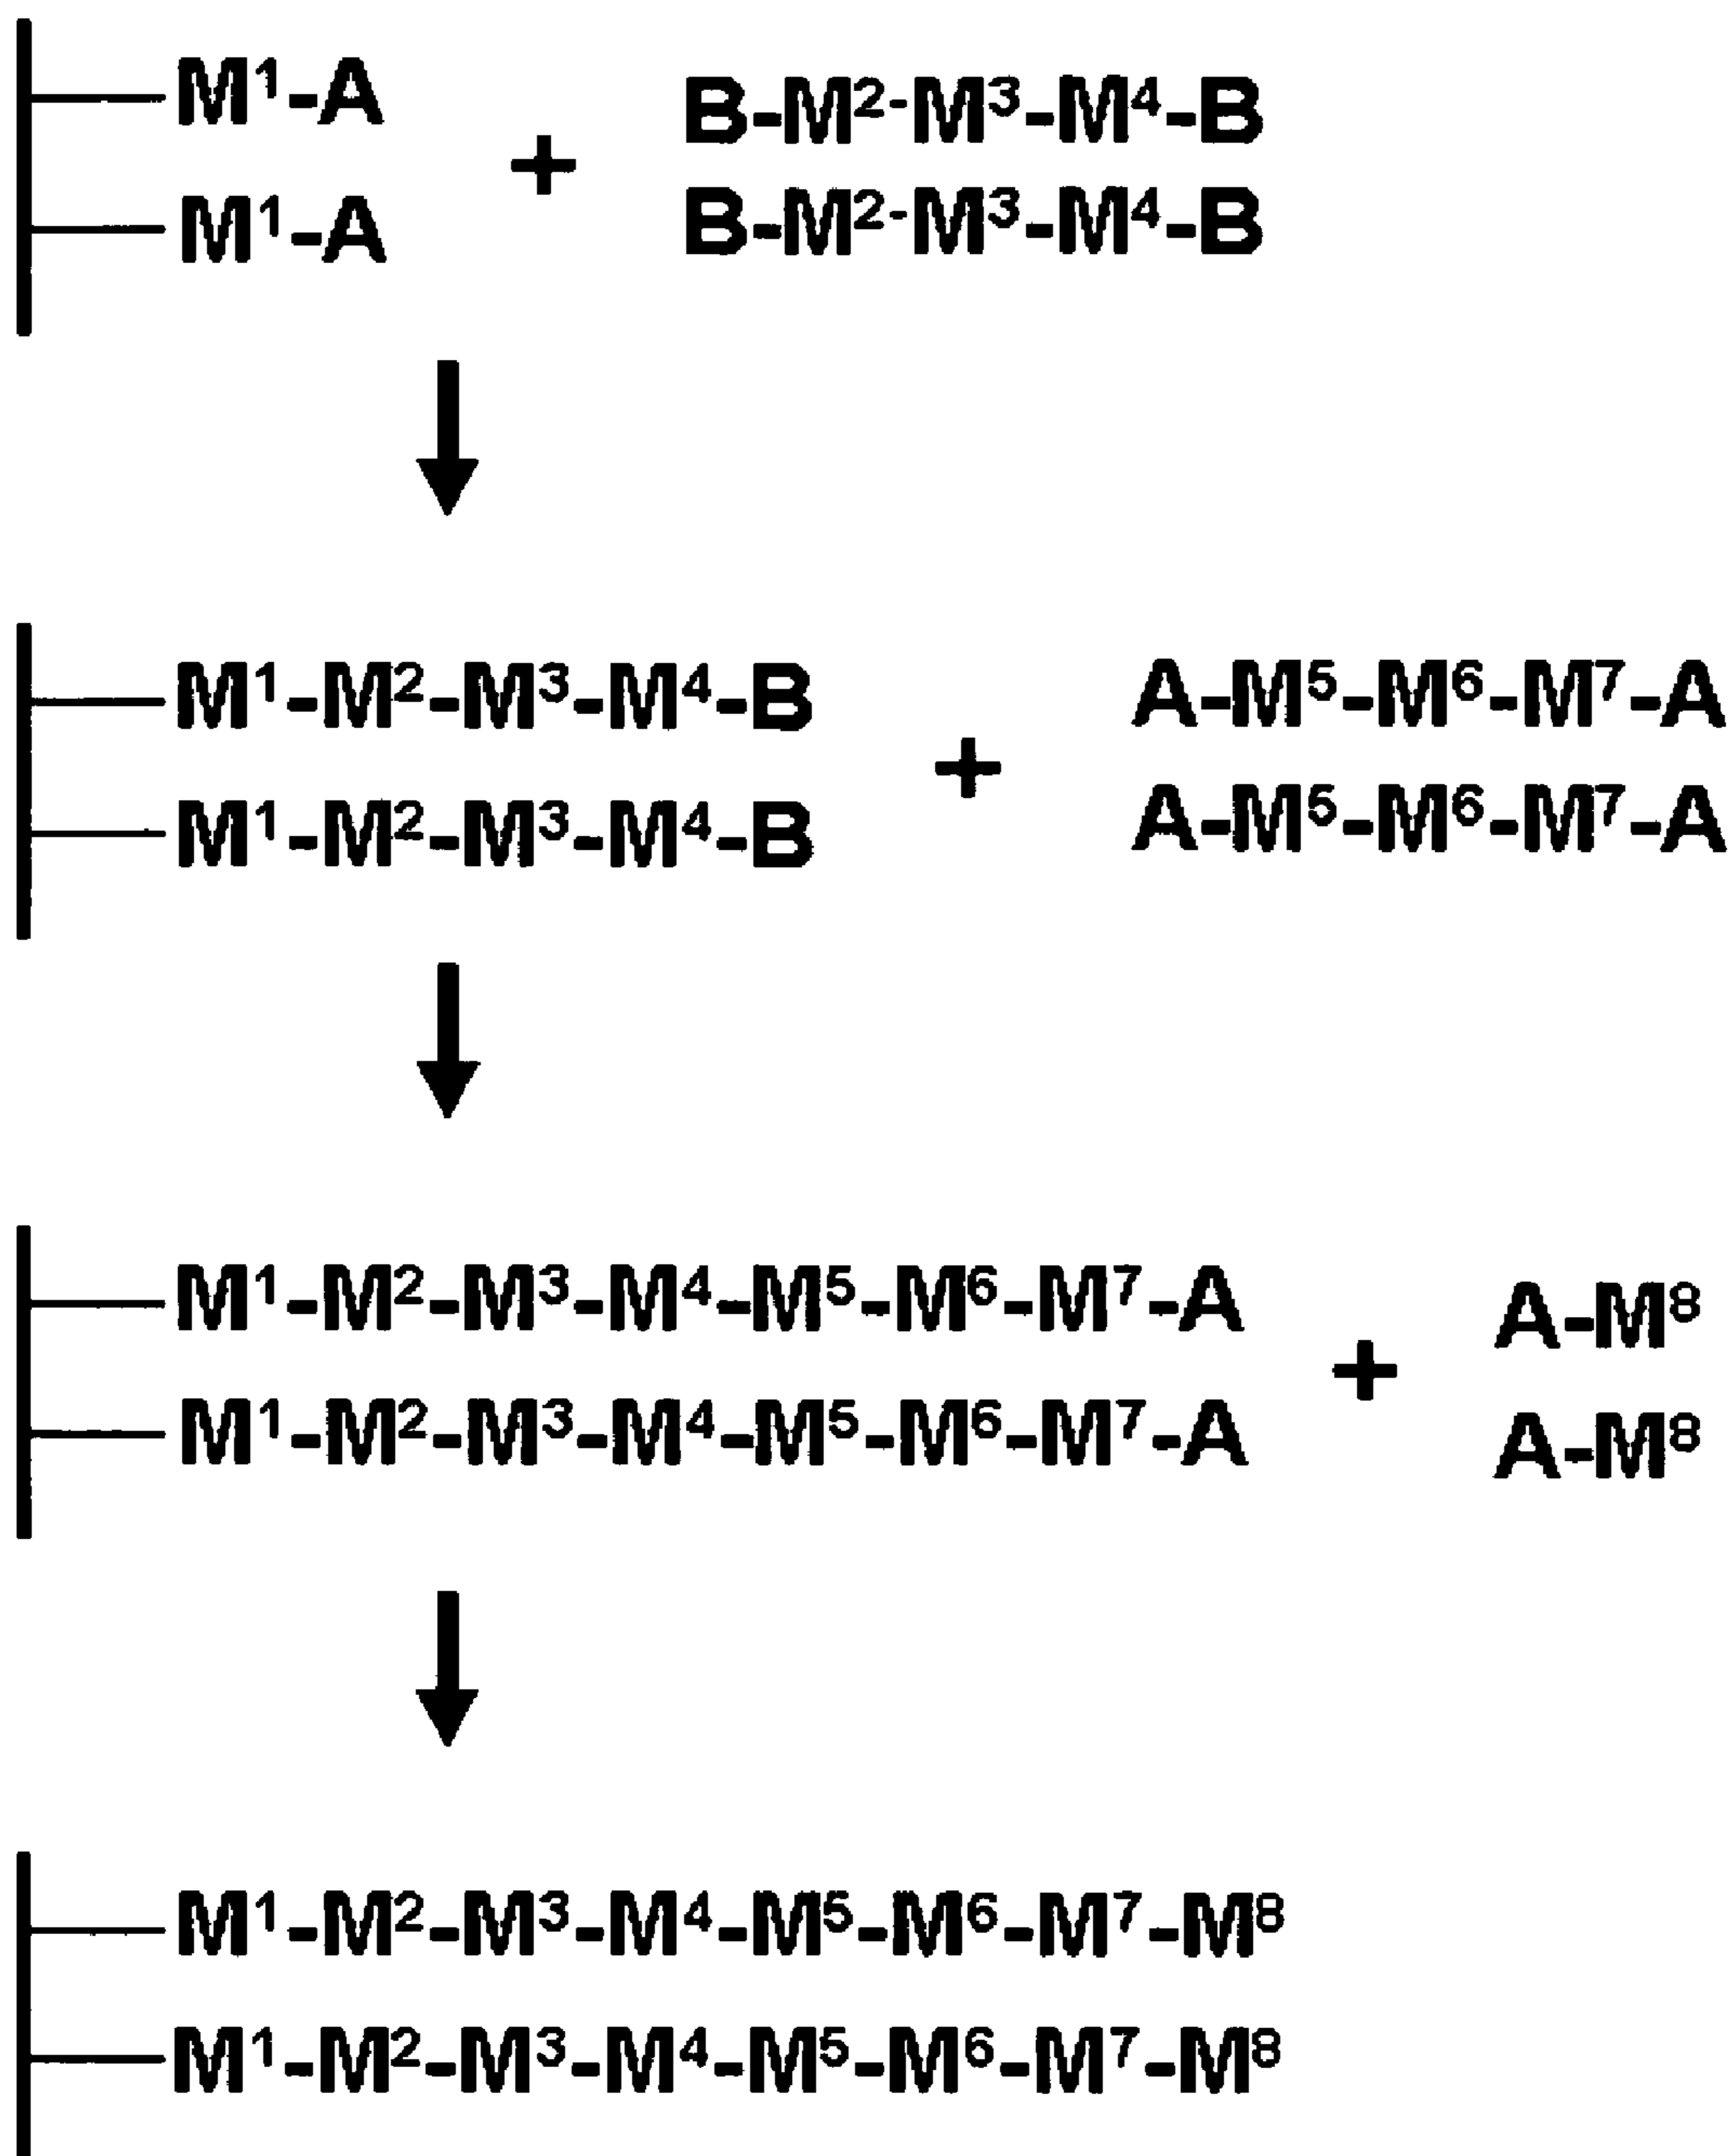 M¹-A + B-M²-M³-M⁴-B
M¹-A B-M²-M³-M⁴-B
M¹-M²-M³-M⁴-B + A-M⁵-M⁶-M⁷-A
M¹-M²-M³-M⁴-B A-M⁵-M⁶-M⁷-A
M¹-M²-M³-M⁴-M⁵-M⁶-M⁷-A + A-M⁸
M¹-M²-M³-M⁴-M⁵-M⁶-M⁷-A A-M⁸
M¹-M²-M³-M⁴-M⁵-M⁶-M⁷-M⁸
M¹-M²-M³-M⁴-M⁵-M⁶-M⁷-M⁸